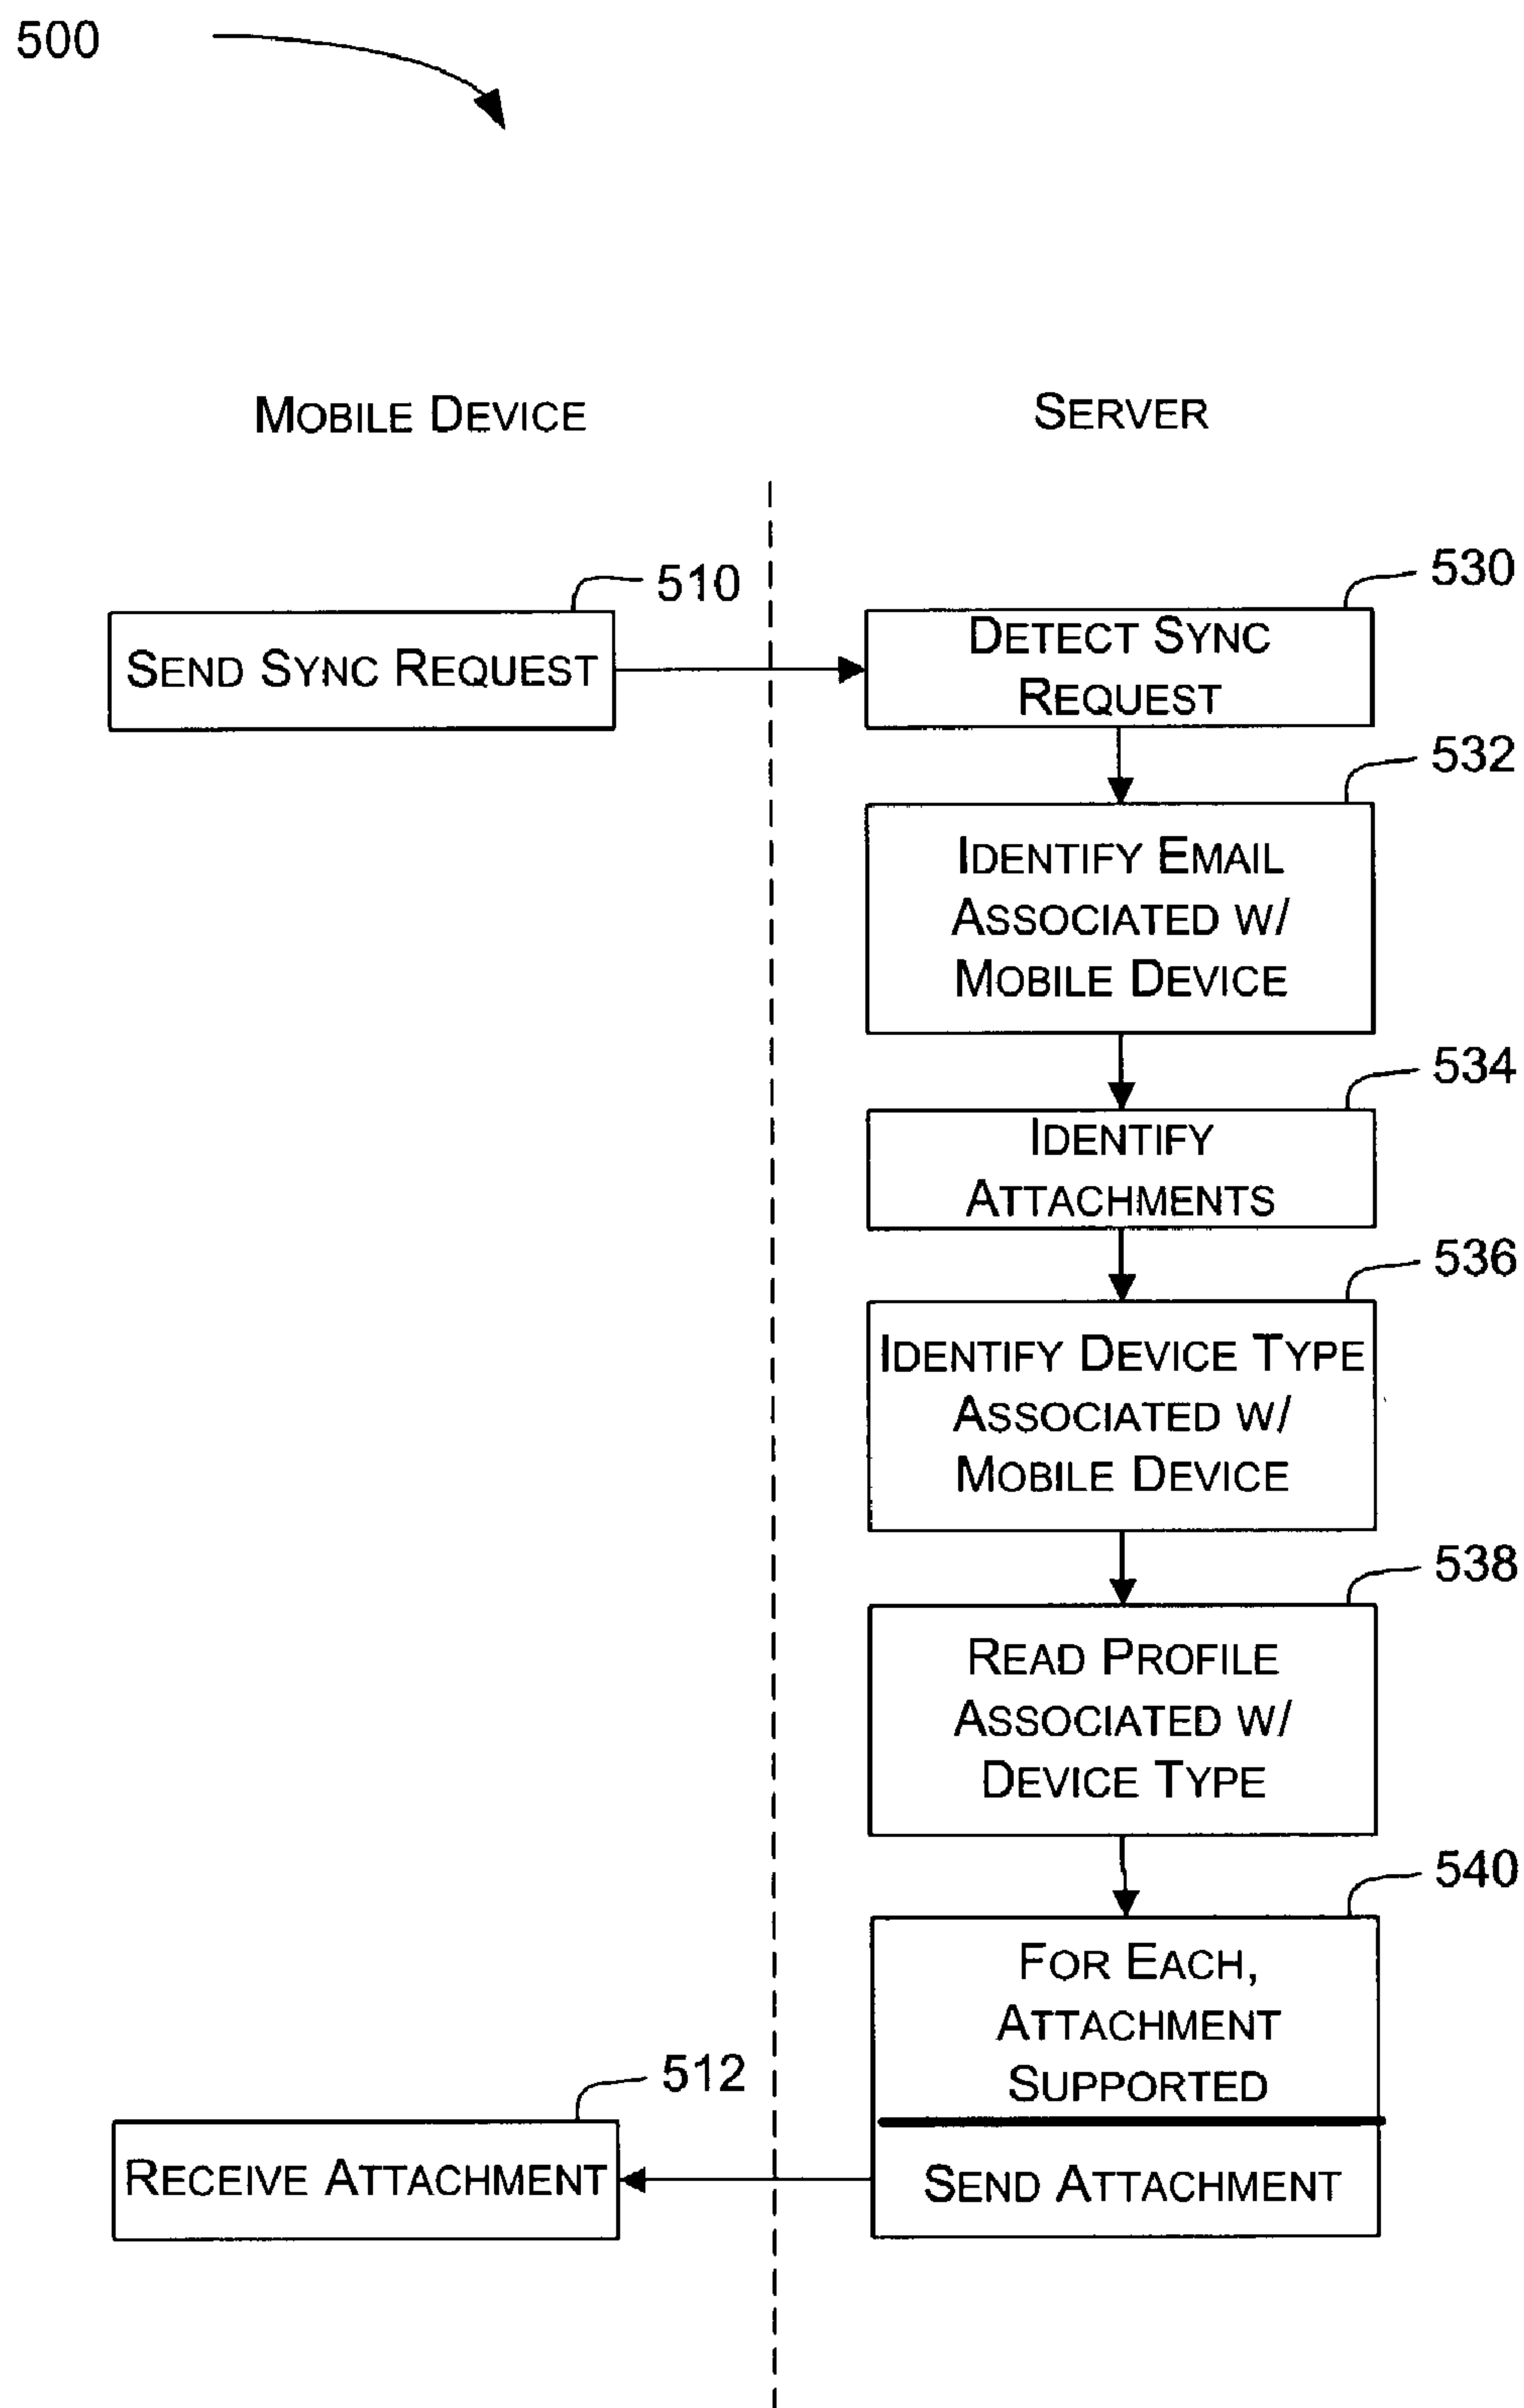 500
MOBILE DEVICE
SERVER
510
530
SEND SYNC REQUEST
DETECT SYNC
REQUEST
532
IDENTIFY EMAIL
ASSOCIATED W/
MOBILE DEVICE
534
IDENTIFY
ATTACHMENTS
536
IDENTIFY DEVICE TYPE
ASSOCIATED W/
MOBILE DEVICE
538
READ PROFILE
ASSOCIATED W/
DEVICE TYPE
540
FOR EACH,
ATTACHMENT
SUPPORTED
512
RECEIVE ATTACHMENT
SEND ATTACHMENT